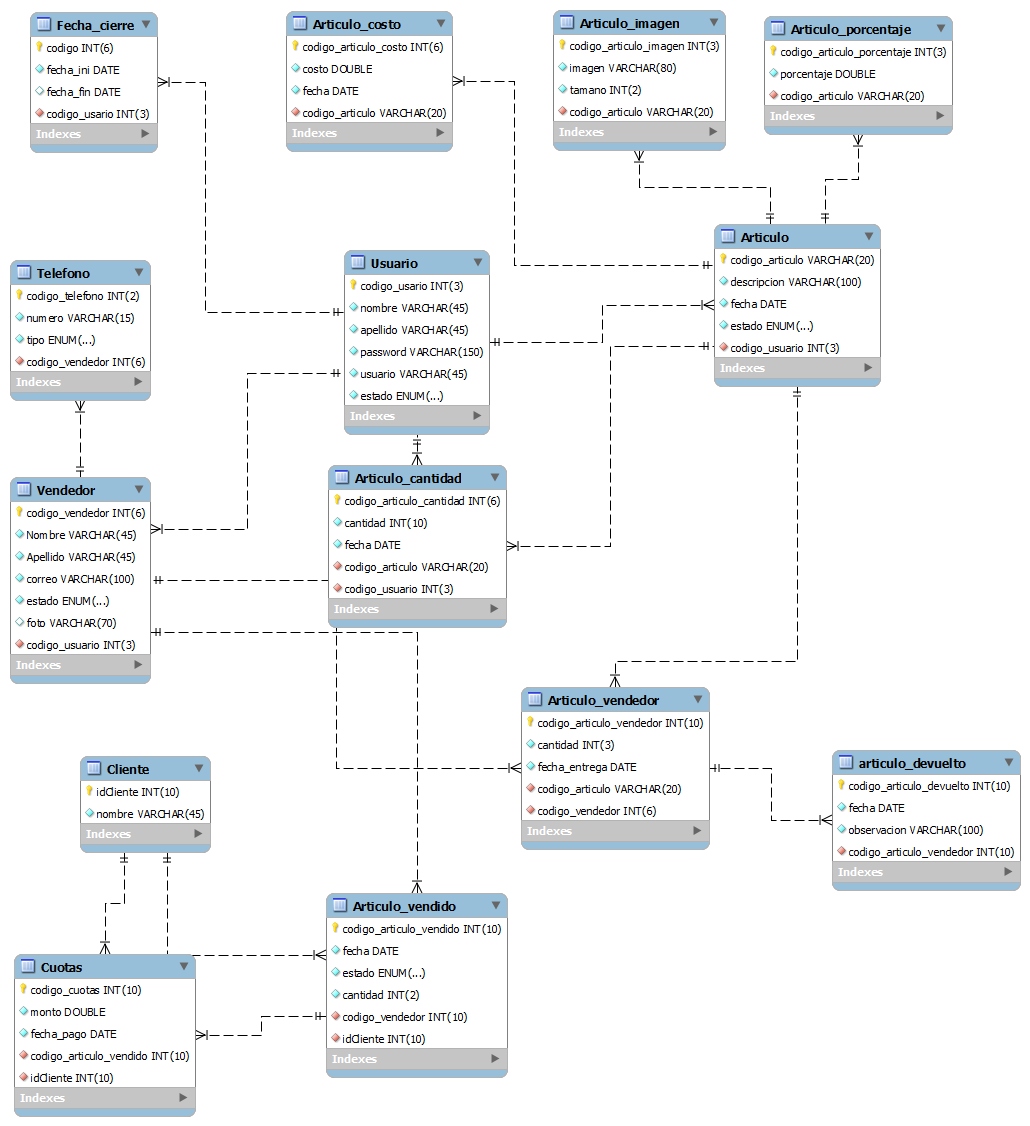 Fecha_cierre
codigo INT(6)
fecha_ini DATE
fecha_fin DATE
codigo_usario INT(3)
Indexes
Articulo_costo
codigo_articulo_costo INT(6)
costo DOUBLE
fecha DATE
codigo_articulo VARCHAR(20)
Indexes
Articulo_imagen
codigo_articulo_imagen INT(3)
imagen VARCHAR(80)
tamano INT(2)
codigo_articulo VARCHAR(20)
Indexes
Articulo_porcentaje
codigo_articulo_porcentaje INT(3)
porcentaje DOUBLE
codigo_articulo VARCHAR(20)
Indexes
Telefono
codigo_telefono INT(2)
numero VARCHAR(15)
tipo ENUM(...)
codigo_vendedor INT(6)
Indexes
Usuario
codigo_usario INT(3)
nombre VARCHAR(45)
apellido VARCHAR(45)
password VARCHAR(150)
usuario VARCHAR(45)
estado ENUM(...)
Indexes
Articulo
codigo_articulo VARCHAR(20)
descripcion VARCHAR(100)
fecha DATE
estado ENUM(...)
codigo_usuario INT(3)
Indexes
Vendedor
codigo_vendedor INT(6)
Nombre VARCHAR(45)
Apellido VARCHAR(45)
correo VARCHAR(100)
estado ENUM(...)
foto VARCHAR(70)
codigo_usuario INT(3)
Indexes
Articulo_cantidad
codigo_articulo_cantidad INT(6)
cantidad INT(10)
fecha DATE
codigo_articulo VARCHAR(20)
codigo_usuario INT(3)
Indexes
Articulo_vendedor
codigo_articulo_vendedor INT(10)
cantidad INT(3)
fecha_entrega DATE
codigo_articulo VARCHAR(20)
codigo_vendedor INT(6)
Indexes
articulo_devuelto
codigo_articulo_devuelto INT(10)
fecha DATE
observacion VARCHAR(100)
codigo_articulo_vendedor INT(10)
Indexes
Cliente
idCliente INT(10)
nombre VARCHAR(45)
Indexes
Articulo_vendido
codigo_articulo_vendido INT(10)
fecha DATE
estado ENUM(...)
cantidad INT(2)
codigo_vendedor INT(10)
idCliente INT(10)
Indexes
Cuotas
codigo_cuotas INT(10)
monto DOUBLE
fecha_pago DATE
codigo_articulo_vendido INT(10)
idCliente INT(10)
Indexes